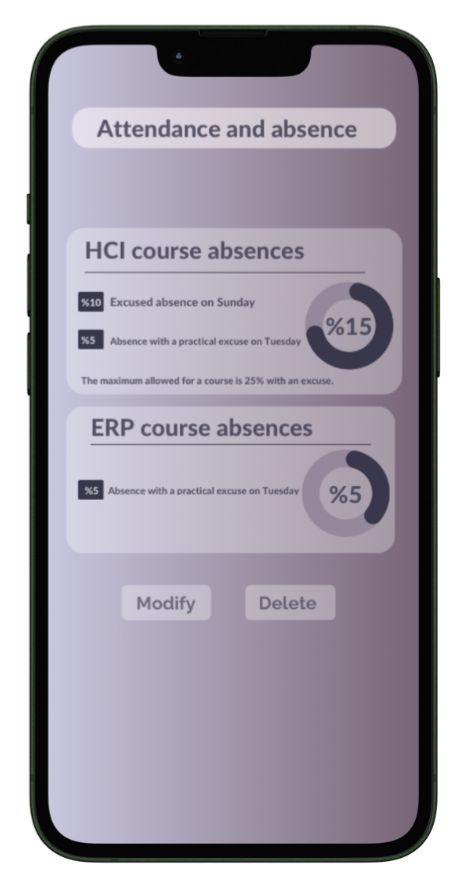 Attendance and absence
HCI course absences
%10 Excused absence on Sunday
%5 Absence with a practical excuse on Tuesday
%15
The maximum allowed for a course is 25% with an excuse.
ERP course absences
%5 Absence with a practical excuse on Tuesday
%5
Modify
Delete